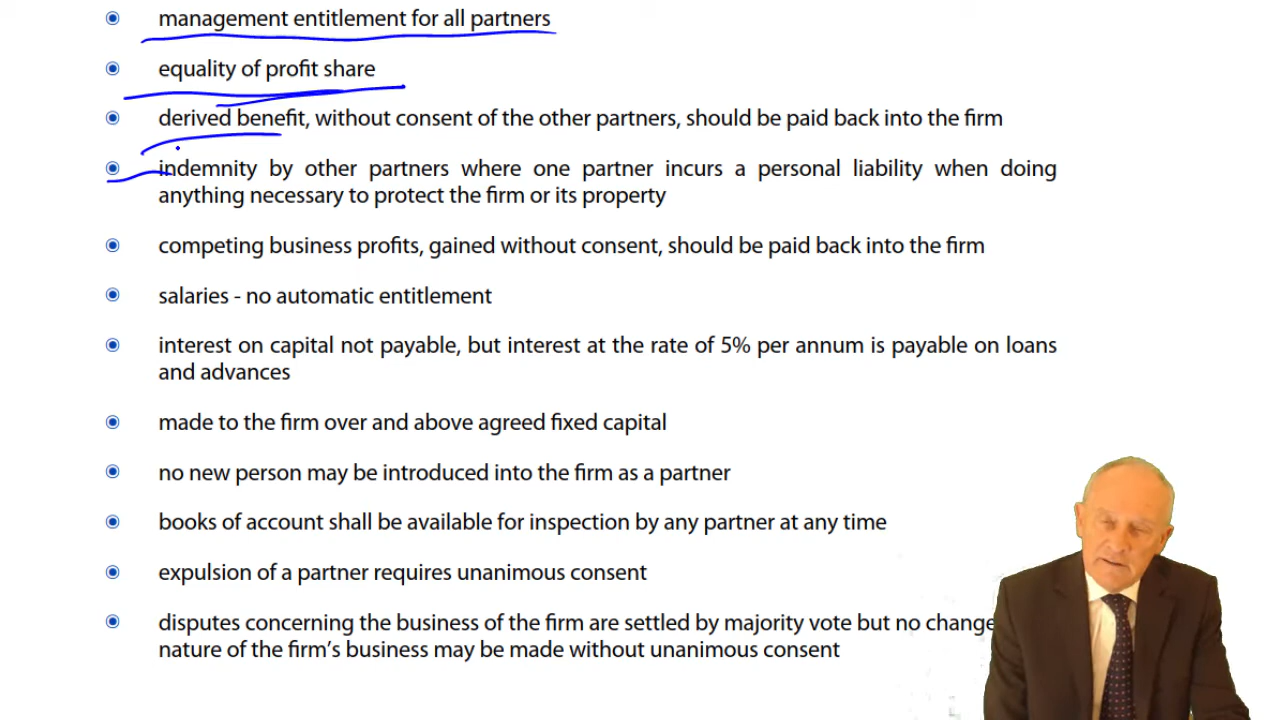 management entitlement for all partners
equality of profit share
derived benefit, without consent of the other partners, should be paid back into the firm
indemnity by other partners where one partner incurs a personal liability when doing
anything necessary to protect the firm or its property
competing business profits, gained without consent, should be paid back into the firm
salaries - no automatic entitlement
interest on capital not payable, but interest at the rate of 5% per annum is payable on loans
and advances
made to the firm over and above agreed fixed capital
no new person may be introduced into the firm as a partner
books of account shall be available for inspection by any partner at any time
expulsion of a partner requires unanimous consent
disputes concerning the business of the firm are settled by majority vote but no change
nature of the firm's business may be made without unanimous consent